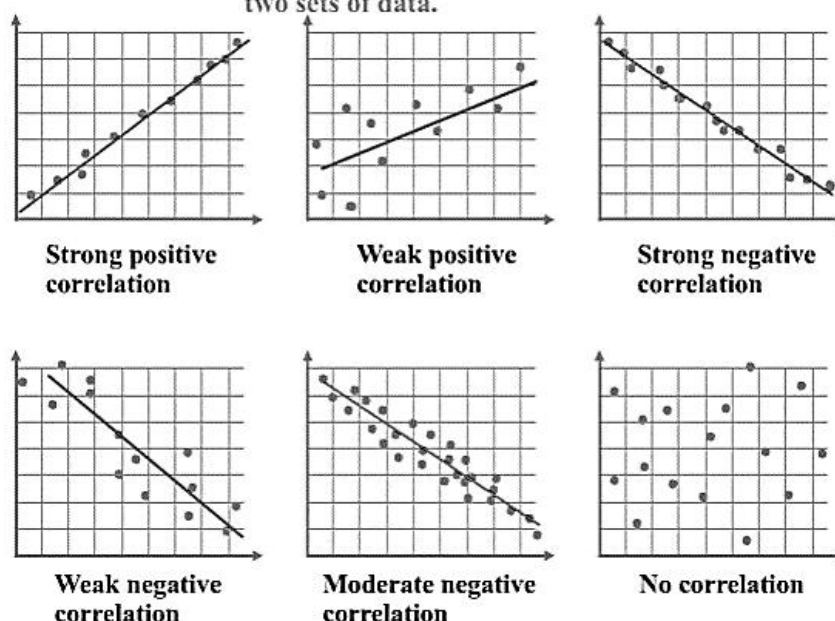 two sets of data.
Strong positive
correlation
Weak positive
correlation
Strong negative
correlation
Weak negative
correlation
Moderate negative
correlation
No correlation